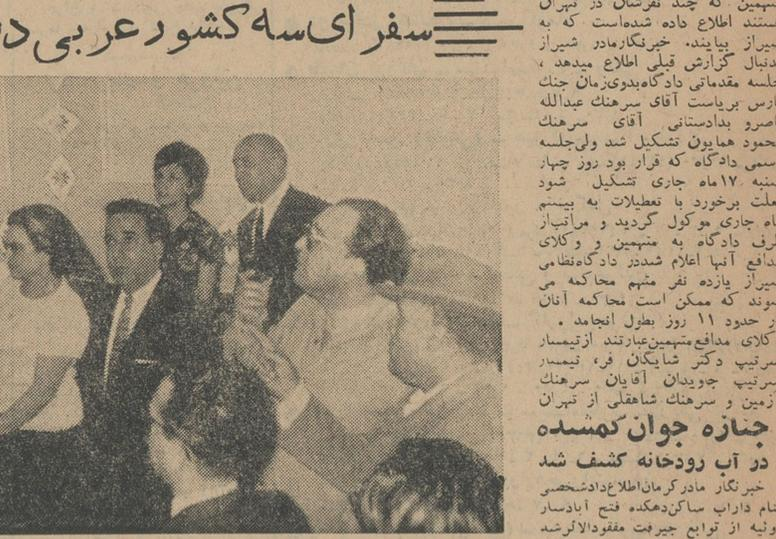 سفرای سه کشور عربی د
متهمین که چند نفرشان در تهران
هستند اطلاع داده شده‌است که به
شیراز بیایند. خبرنگار مادر شیراز
دنبال گزارش قبلی اطلاع میدهد ،
جلسه مقدماتی دادگاه بدوی زمان جنگ
فارس بریاست آقای سرهنگ عبدالله
ناصرو بدادستانی آقای سرهنگ
محمود همایون تشکیل شد ولی جلسه
رسمی دادگاه که قرار بود روز چهار
شنبه ۱۷ ماه جاری تشکیل شود
بعلت برخورد با تعطیلات به بیستم
ماه جاری موکول گردید و مراتب از
طرف دادگاه به متهمین و وکلای
مدافع آنها اعلام شد در دادگاه نظامی
شیراز یازده نفر متهم محاکمه می
شوند که ممکن است محاکمه آنان
در حدود ۱۱ روز بطول انجامد .
وکلای مدافع متهمین عبارتند از تیمسار
سرتیپ دکتر شایگان فر، تیمسار
سرتیپ جاویدان آقایان سرهنگ
آزمین و سرهنگ شاهقلی از تهران
جنازه جوان گمشده
در آب رودخانه کشف شد
خبرنگار مادر کرمان اطلاع داد شخصی
بنام داراب ساکن دهکده فتح آباد سار
دوئیه از توابع جیرفت مفقودالاثر شد